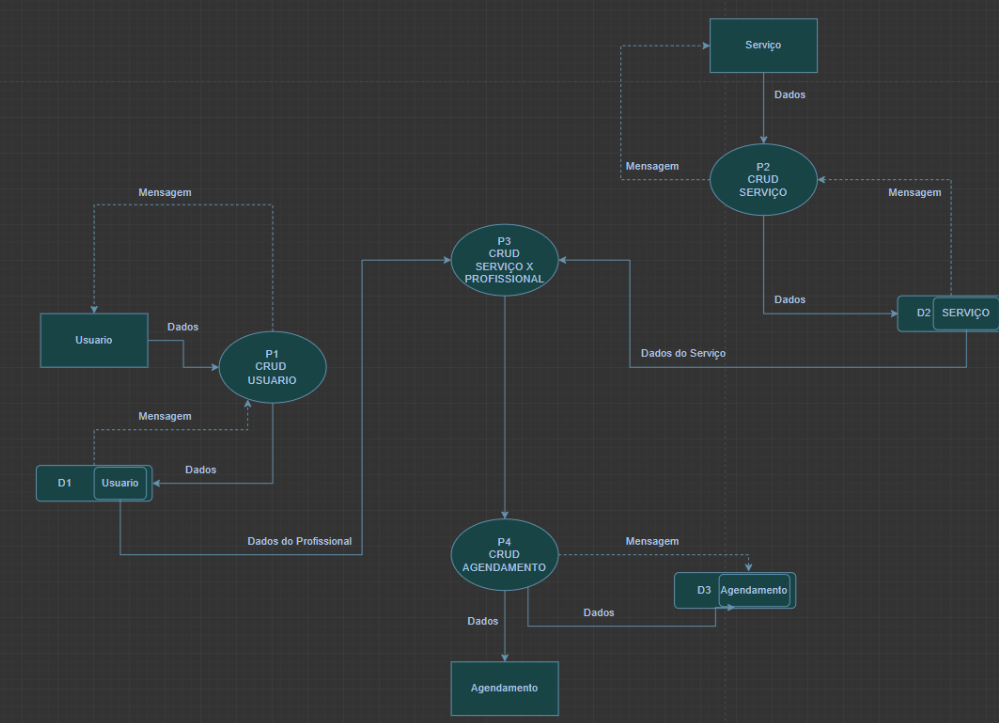 Serviço
Dados
Mensagem
P2
CRUD
SERVIÇO
Mensagem
Mensagem
P3
CRUD
SERVIÇO X
PROFISSIONAL
Dados
D2
SERVIÇO
Usuario
Dados
P1
CRUD
USUARIO
Dados do Serviço
Mensagem
D1
Usuario
Dados
Dados do Profissional
P4
CRUD
AGENDAMENTO
Mensagem
D3
Agendamento
Dados
Dados
Agendamento